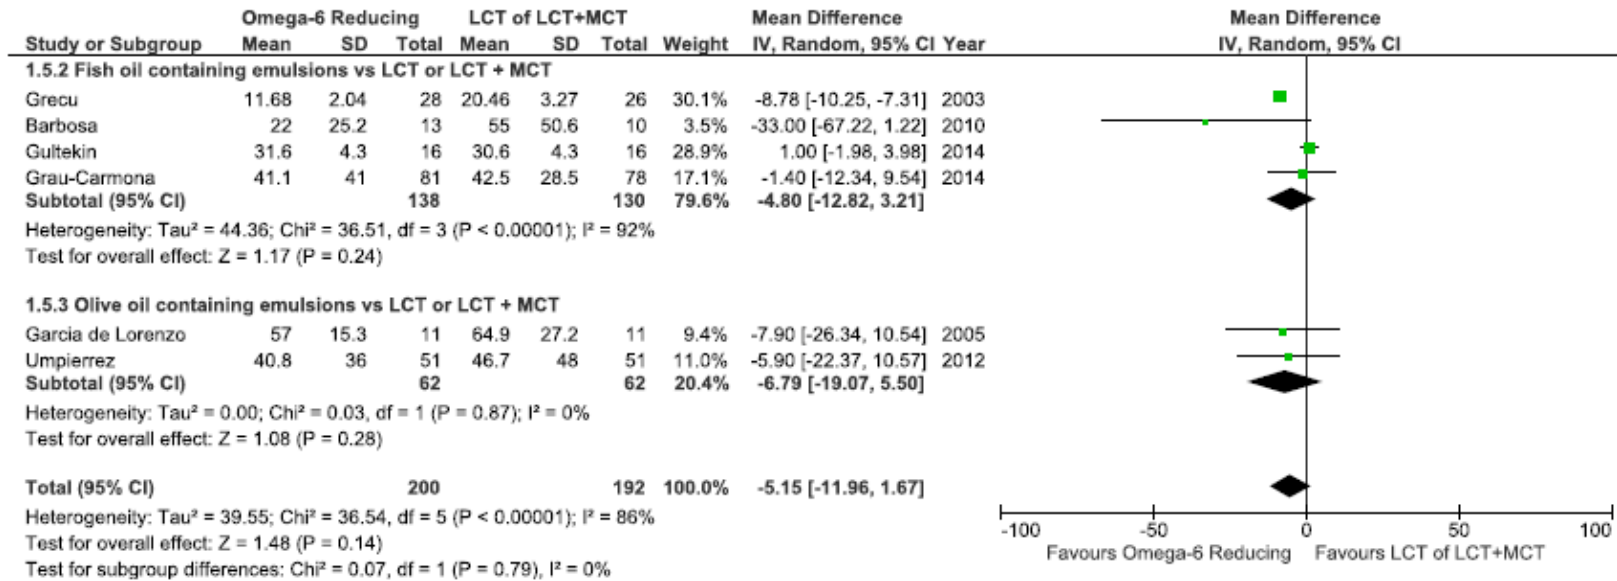 Omega-6 Reducing LCT of LCT+MCT Mean Difference Mean Difference
Study or Subgroup Mean SD Total Mean SD Total Weight IV, Random, 95% CI Year IV, Random, 95% CI
1.5.2 Fish oil containing emulsions vs LCT or LCT + MCT
Grecu 11.68 2.04 28 20.46 3.27 26 30.1% -8.78 [-10.25, -7.31] 2003
Barbosa 22 25.2 13 55 50.6 10 3.5% -33.00 [-67.22, 1.22] 2010
Gultekin 31.6 4.3 16 30.6 4.3 16 28.9% 1.00 [-1.98, 3.98] 2014
Grau-Carmona 41.1 41 81 42.5 28.5 78 17.1% -1.40 [-12.34, 9.54] 2014
Subtotal (95% CI) 138 130 79.6% -4.80 [-12.82, 3.21]
Heterogeneity: Tau² = 44.36; Chi² = 36.51, df = 3 (P < 0.00001); I² = 92%
Test for overall effect: Z = 1.17 (P = 0.24)
1.5.3 Olive oil containing emulsions vs LCT or LCT + MCT
Garcia de Lorenzo 57 15.3 11 64.9 27.2 11 9.4% -7.90 [-26.34, 10.54] 2005
Umpierrez 40.8 36 51 46.7 48 51 11.0% -5.90 [-22.37, 10.57] 2012
Subtotal (95% CI) 62 62 20.4% -6.79 [-19.07, 5.50]
Heterogeneity: Tau² = 0.00; Chi² = 0.03, df = 1 (P = 0.87); I² = 0%
Test for overall effect: Z = 1.08 (P = 0.28)
Total (95% CI) 200 192 100.0% -5.15 [-11.96, 1.67]
Heterogeneity: Tau² = 39.55; Chi² = 36.54, df = 5 (P < 0.00001); I² = 86%
Test for overall effect: Z = 1.48 (P = 0.14)
Test for subgroup differences: Chi² = 0.07, df = 1 (P = 0.79), I² = 0%
-100 -50 0 50 100
Favours Omega-6 Reducing Favours LCT of LCT+MCT